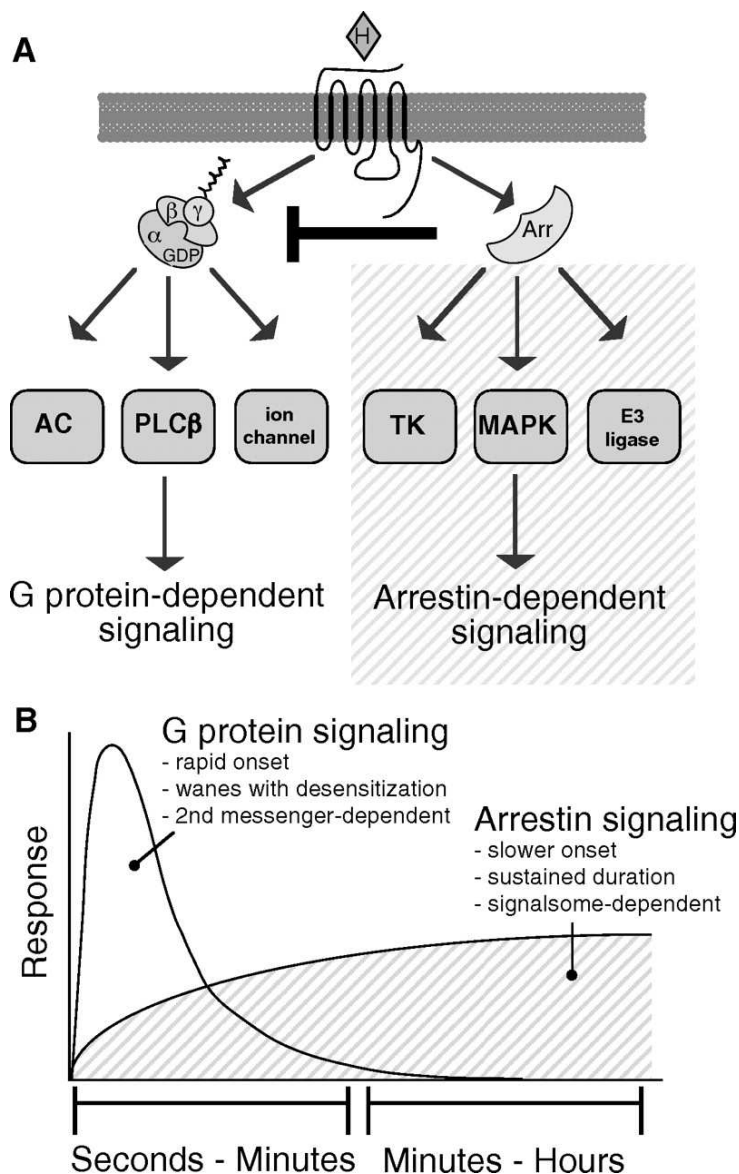 A
H
β γ
α
GDP
Arr
AC
PLCβ
ion
channel
TK
MAPK
E3
ligase
G protein-dependent
signaling
Arrestin-dependent
signaling
B
G protein signaling
- rapid onset
- wanes with desensitization
- 2nd messenger-dependent
Arrestin signaling
- slower onset
- sustained duration
- signalsome-dependent
Response
Seconds - Minutes
Minutes - Hours